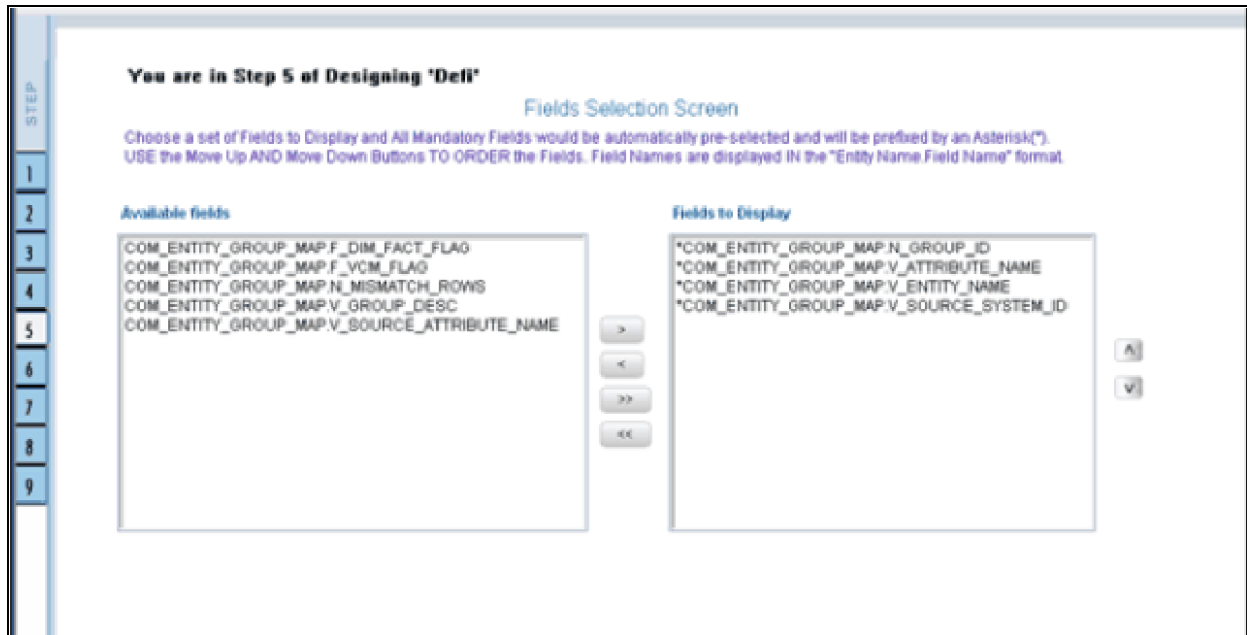 STEP
1
2
3
4
5
6
7
8
9
You are in Step 5 of Designing 'Defi'
Fields Selection Screen
Choose a set of Fields to Display and All Mandatory Fields would be automatically pre-selected and will be prefixed by an Asterisk(*).
USE the Move Up AND Move Down Buttons TO ORDER the Fields. Field Names are displayed IN the "Entity Name.Field Name" format.
Available fields
COM_ENTITY_GROUP_MAP.F_DIM_FACT_FLAG
COM_ENTITY_GROUP_MAP.F_VCM_FLAG
COM_ENTITY_GROUP_MAP.N_MISMATCH_ROWS
COM_ENTITY_GROUP_MAP.V_GROUP_DESC
COM_ENTITY_GROUP_MAP.V_SOURCE_ATTRIBUTE_NAME
>
<
>>
<<
Fields to Display
*COM_ENTITY_GROUP_MAP.N_GROUP_ID
*COM_ENTITY_GROUP_MAP.V_ATTRIBUTE_NAME
*COM_ENTITY_GROUP_MAP.V_ENTITY_NAME
*COM_ENTITY_GROUP_MAP.V_SOURCE_SYSTEM_ID
Λ
V